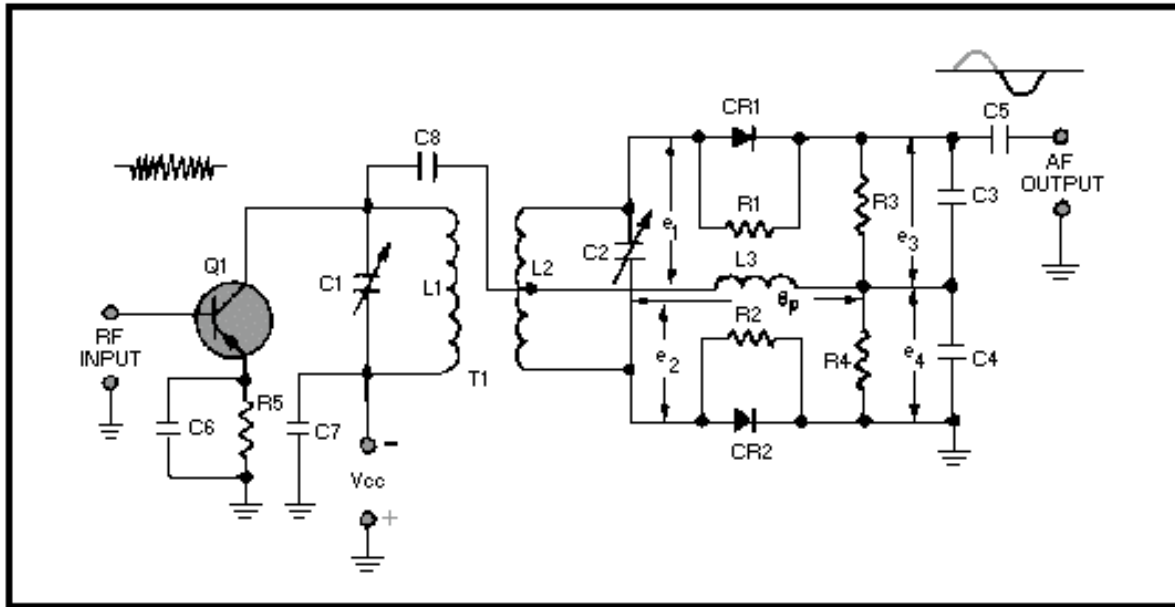 CR1
C5
C8
AF
OUTPUT
R1
R3
C3
e1
e3
Q1
C1
L1
L2
C2
L3
θp
RF
INPUT
R2
e2
R4
e4
C4
T1
C6
R5
C7
-
CR2
Vcc
+